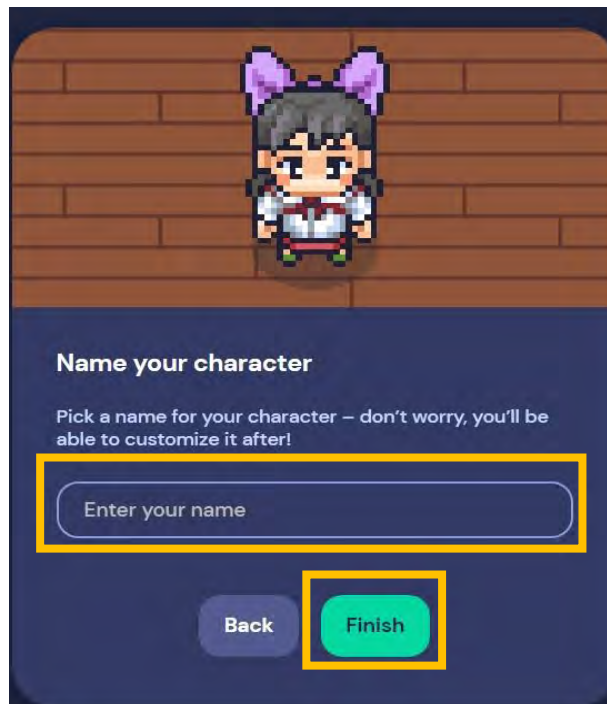 Name your character
Pick a name for your character – don't worry, you'll be
able to customize it after!
Enter your name
Back
Finish